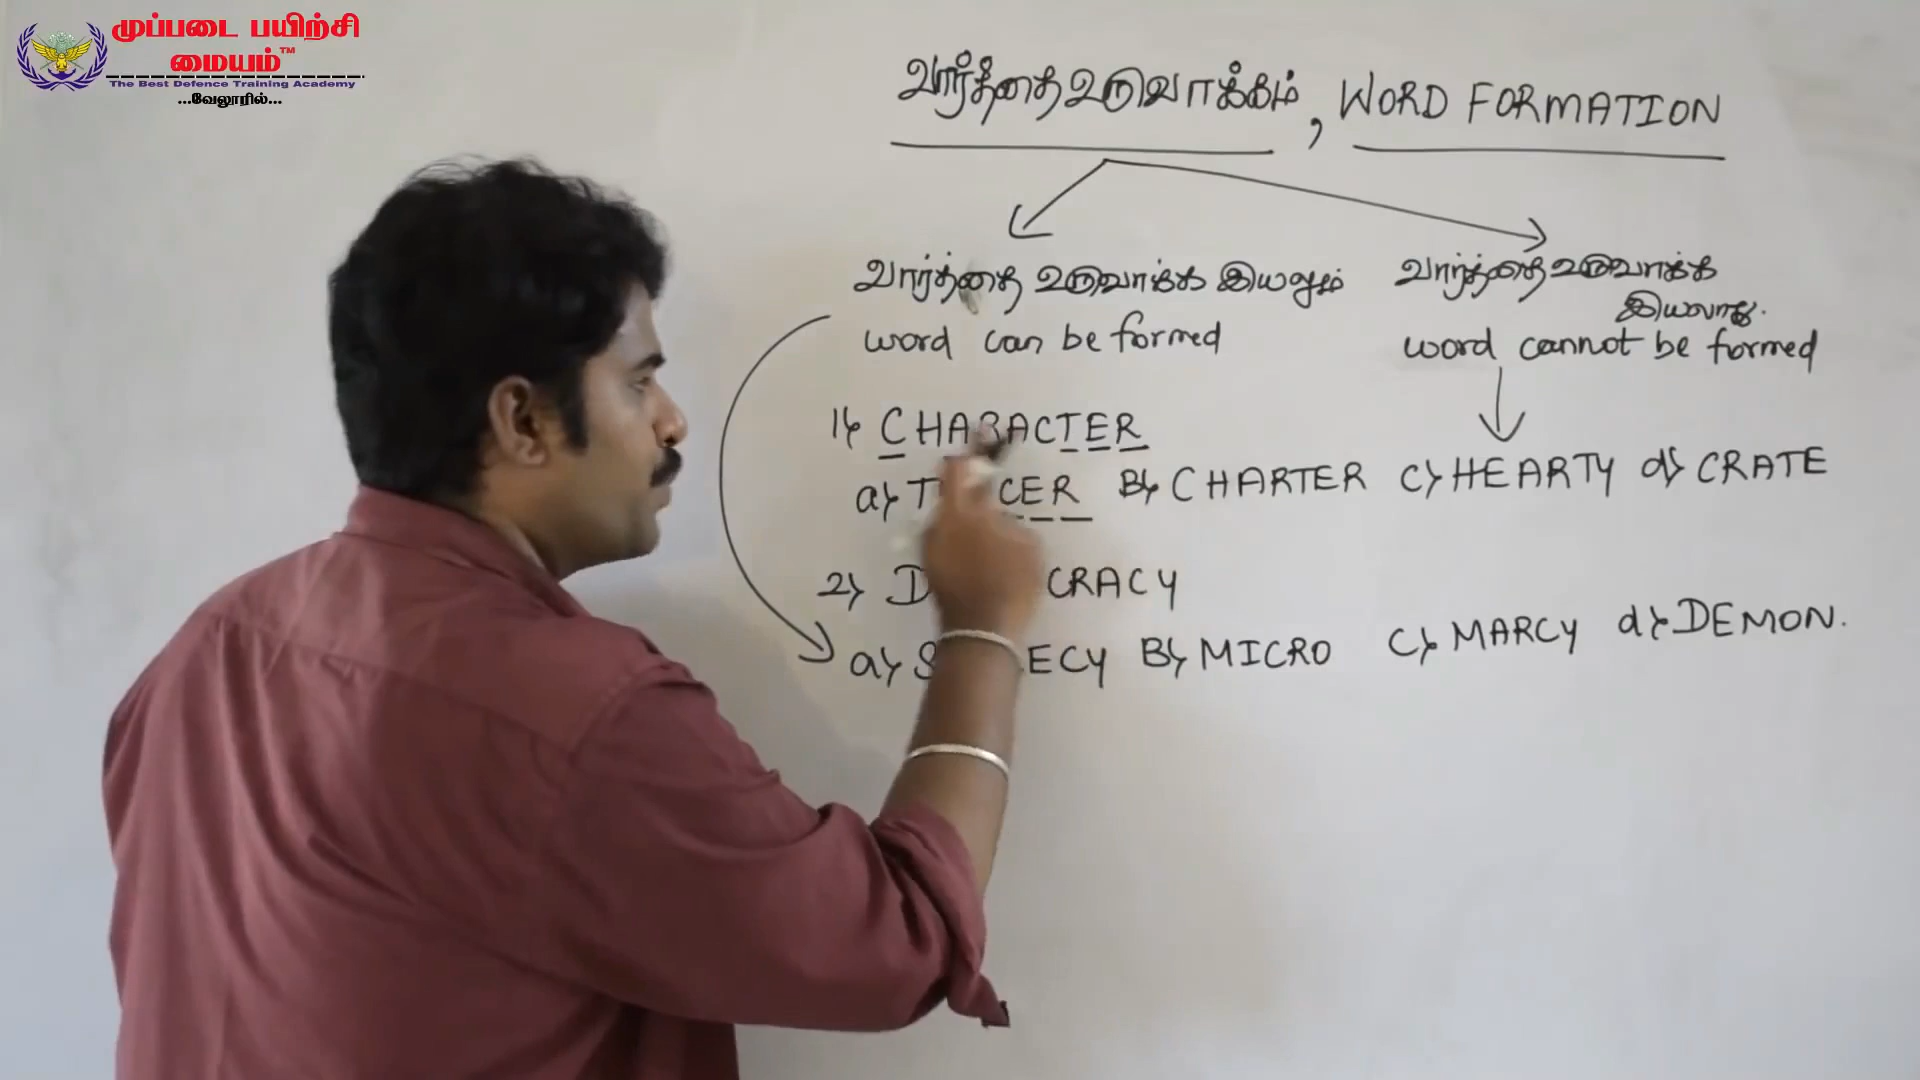 முப்படை பயிற்சி
மையம்™
The Best Defence Training Academy
...வேலூரில்...
வார்த்தை உருவாக்கம் , WORD FORMATION
வார்த்தை உருவாக்க இயலும் வார்த்தை உருவாக்க
இயலாது.
word can be formed word cannot be formed
1) CHARACTER
a) CER B) CHARTER C) HEARTY d) CRATE
2) D CRACY
a) S ECY B) MICRO C) MARCY d) DEMON.